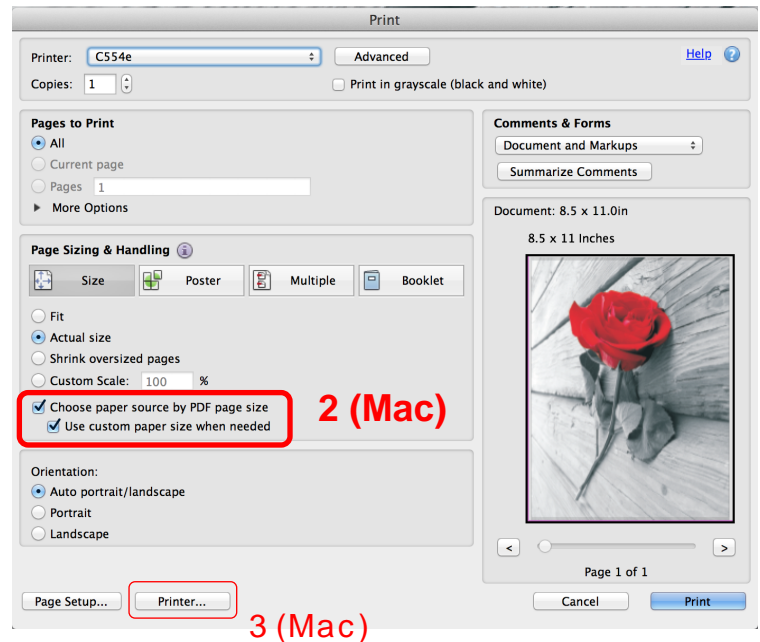 Print
Printer: C554e Advanced Help ?
Copies: 1 Print in grayscale (black and white)
Pages to Print
All
Current page
Pages 1
More Options
Comments & Forms
Document and Markups
Summarize Comments
Document: 8.5 x 11.0in
8.5 x 11 Inches
Page Sizing & Handling i
Size Poster Multiple Booklet
Fit
Actual size
Shrink oversized pages
Custom Scale: 100 %
Choose paper source by PDF page size
Use custom paper size when needed
2 (Mac)
Orientation:
Auto portrait/landscape
Portrait
Landscape
< >
Page 1 of 1
Page Setup... Printer... Cancel Print
3 (Mac)